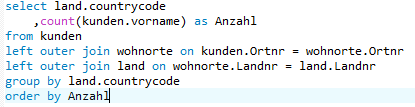 select land.countrycode
,count(kunden.vorname) as Anzahl
from kunden
left outer join wohnorte on kunden.Ortnr = wohnorte.Ortnr
left outer join land on wohnorte.Landnr = land.Landnr
group by land.countrycode
order by Anzahl